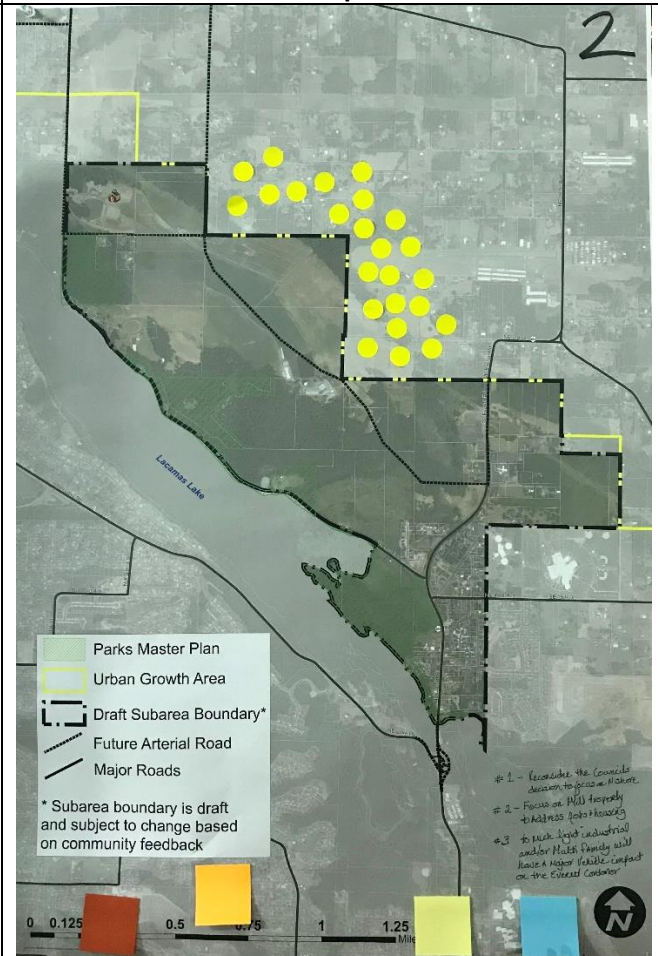 2
Lacamas Lake
Parks Master Plan
Urban Growth Area
Draft Subarea Boundary*
Future Arterial Road
Major Roads
* Subarea boundary is draft
and subject to change based
on community feedback
# 1 - Reconsider the Councils
decision to focus on N Shore
# 2 - Focus on Mill Property
to Address Jobs & housing
#3 to Much light industrial
and/or Multi Family will
have A Major Vehicle impact
on the Everett Corridor
0 0.125 0.5 0.75 1 1.25
Mile
N